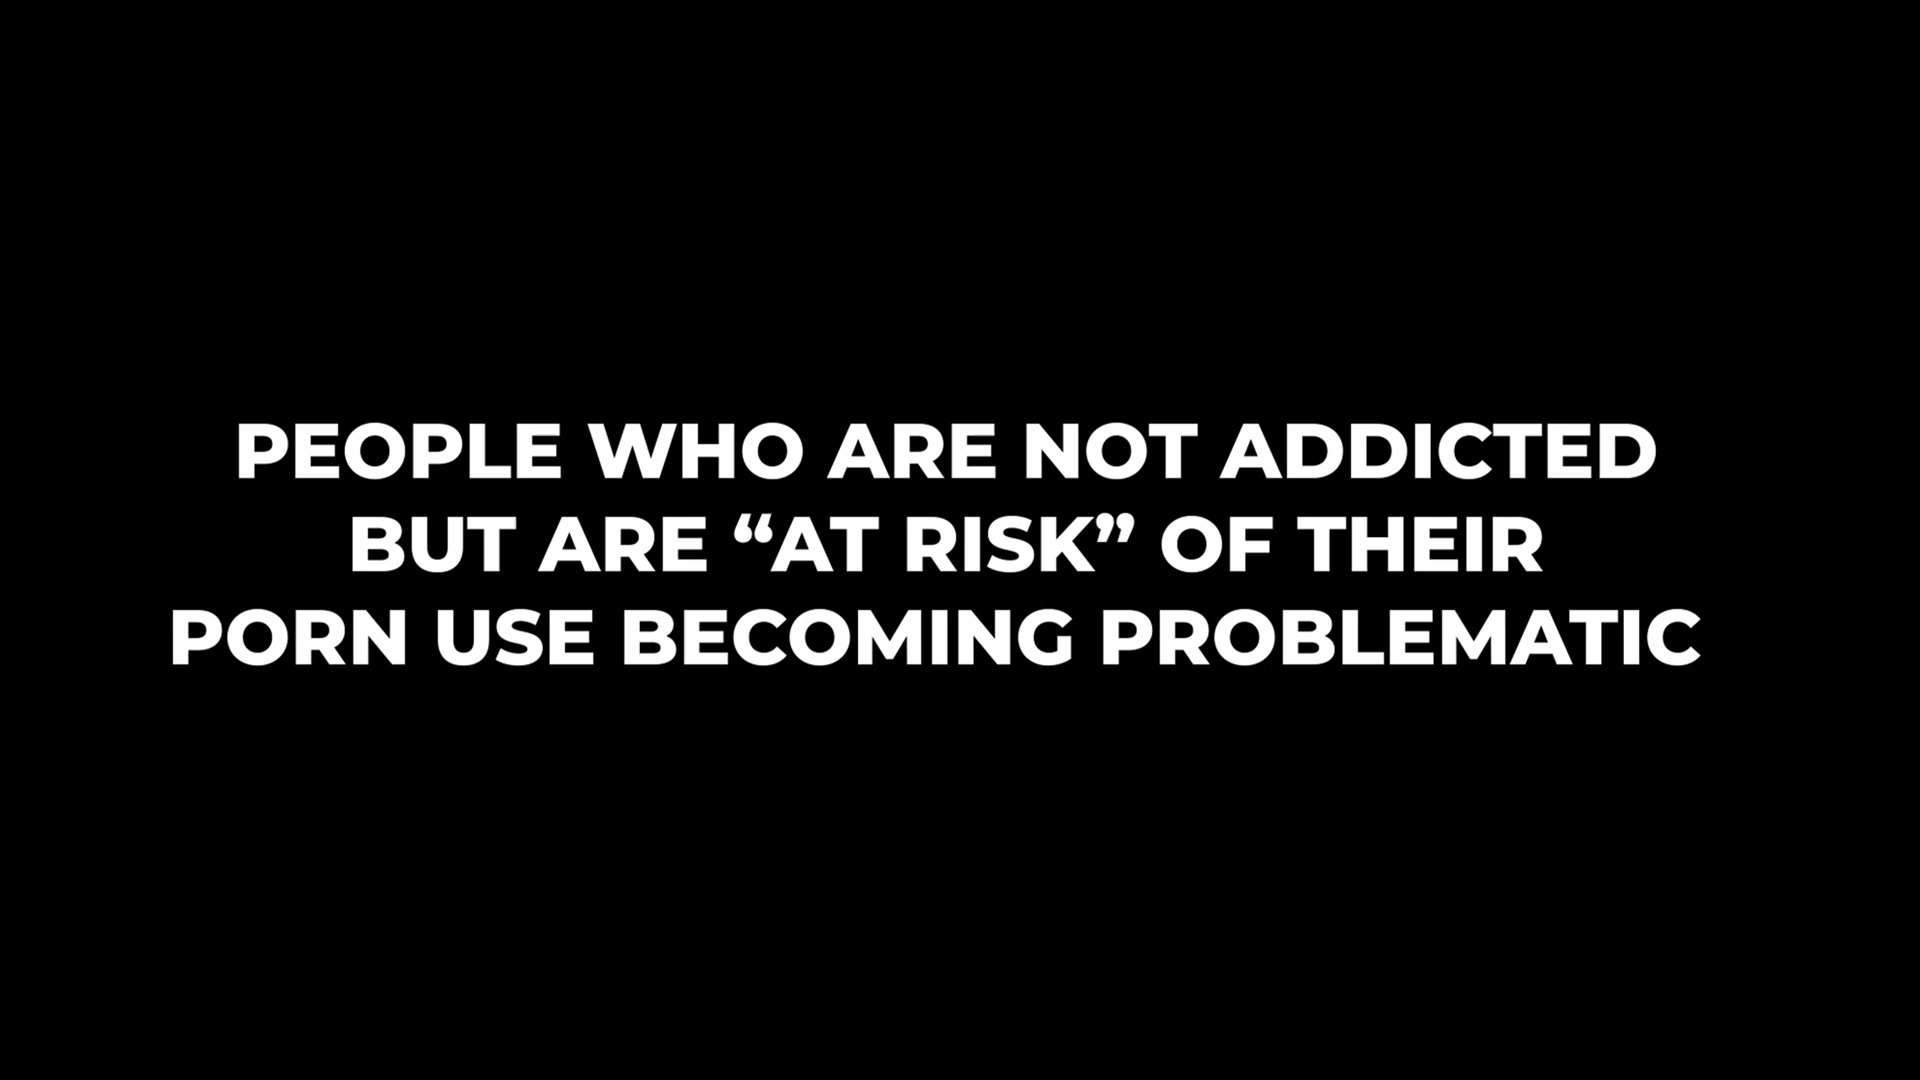 PEOPLE WHO ARE NOT ADDICTED
BUT ARE “AT RISK” OF THEIR
PORN USE BECOMING PROBLEMATIC